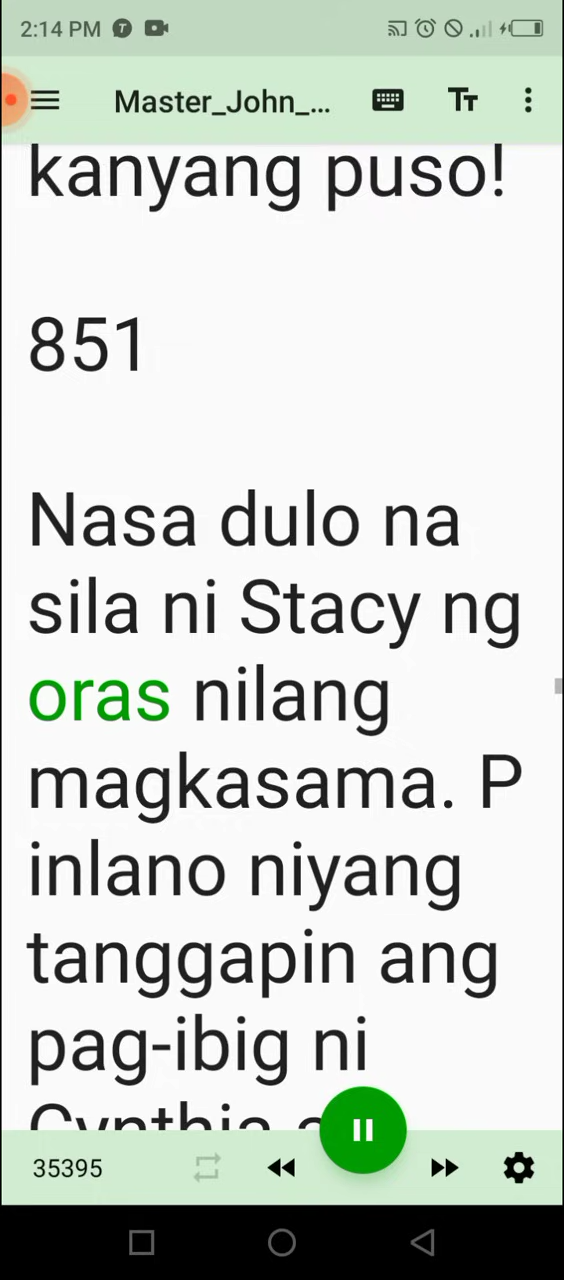 2:14 PM
Master_John_...
kanyang puso!
851
Nasa dulo na
sila ni Stacy ng
oras nilang
magkasama. P
inlano niyang
tanggapin ang
pag-ibig ni
Cynthia a
35395